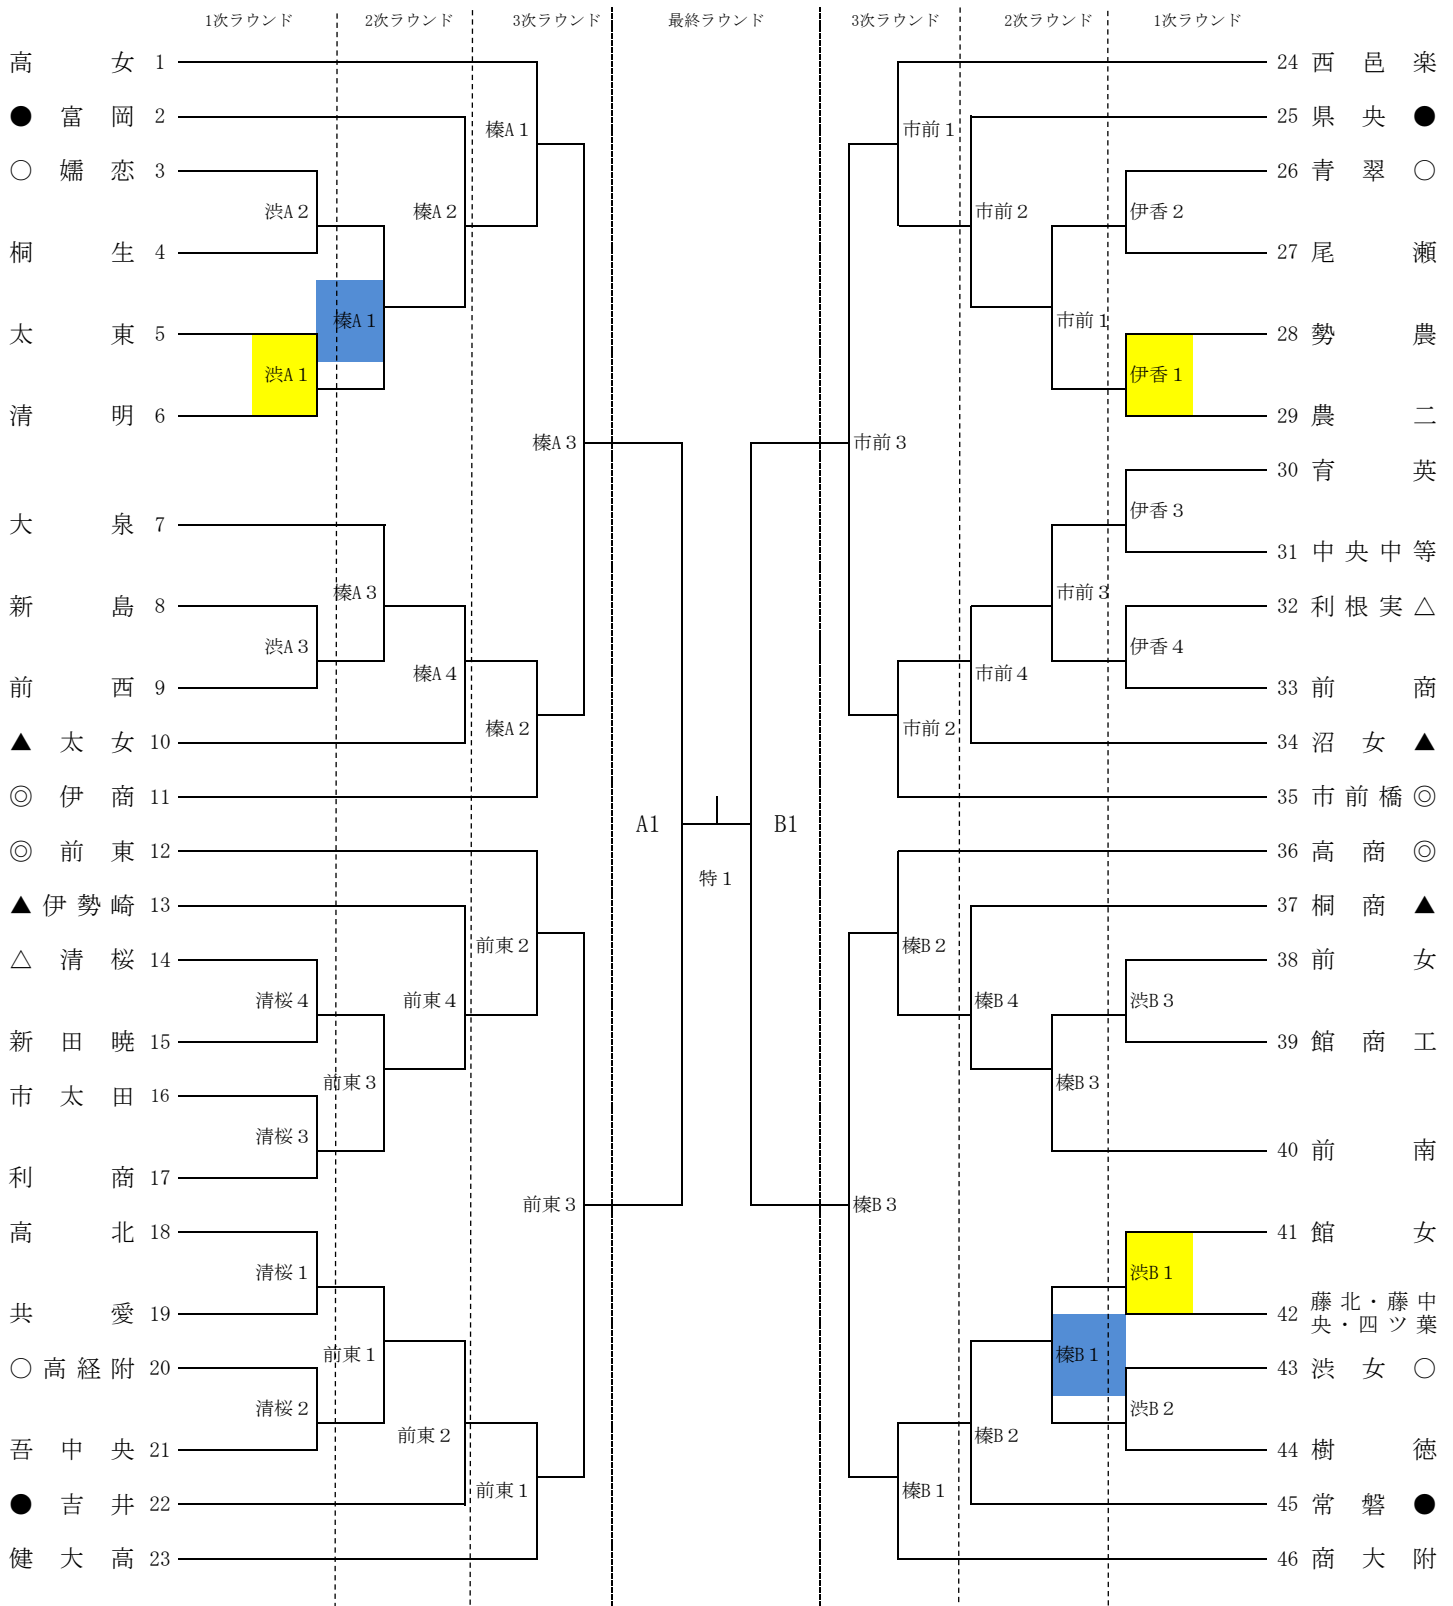 1次ラウンド 2次ラウンド 3次ラウンド 最終ラウンド 3次ラウンド 2次ラウンド 1次ラウンド
高女 1
● 富岡 2
○ 嬬恋 3
桐生 4
太東 5
清明 6
大泉 7
新島 8
前西 9
▲ 太女 10
◎ 伊商 11
◎ 前東 12
▲ 伊勢崎 13
△ 清桜 14
新田暁 15
市太田 16
利商 17
高北 18
共愛 19
○ 高経附 20
吾中央 21
● 吉井 22
健大高 23
渋A2
渋A1
渋A3
清桜4
清桜3
清桜1
清桜2
榛A1
榛A3
前東3
前東1
榛A2
榛A4
前東4
前東2
榛A1
榛A2
前東2
前東1
榛A3
前東3
A1
特1
B1
市前3
榛B3
市前1
市前2
榛B2
榛B1
市前2
市前4
榛B4
榛B2
市前1
市前3
榛B3
榛B1
伊香2
伊香1
伊香3
伊香4
渋B3
渋B1
渋B2
24 西邑楽
25 県央 ●
26 青翠 ○
27 尾瀬
28 勢農
29 農二
30 育英
31 中央中等
32 利根実 △
33 前商
34 沼女 ▲
35 市前橋 ◎
36 高商 ◎
37 桐商 ▲
38 前女
39 館商工
40 前南
41 館女
42 藤北・藤中
央・四ツ葉
43 渋女 ○
44 樹徳
45 常磐 ●
46 商大附